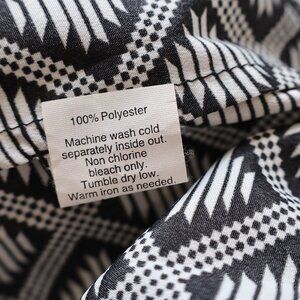 100% Polyester
Machine wash cold
separately inside out.
Non chlorine
bleach only.
Tumble dry low.
Warm iron as needed.